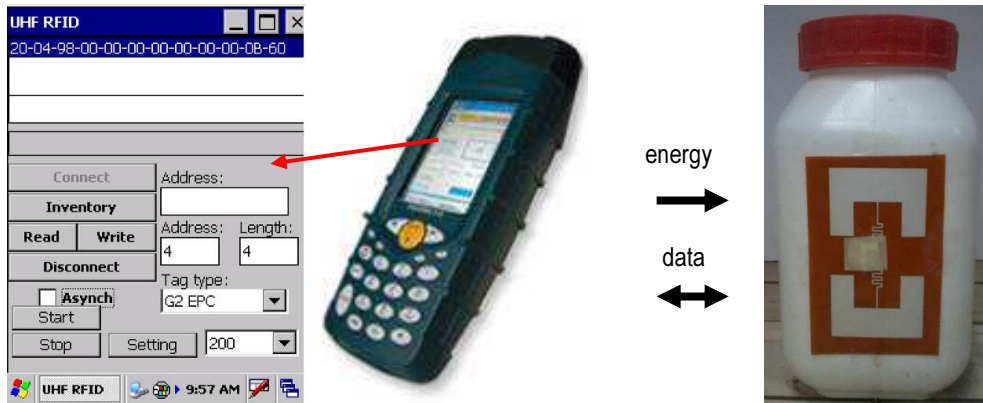 UHF RFID
20-04-98-00-00-00-00-00-00-00-0B-60
Connect
Address:
Inventory
Read Write
Address: Length:
4 4
Disconnect
Tag type:
G2 EPC
Asynch
Start
Stop Setting 200
UHF RFID 9:57 AM
energy
data